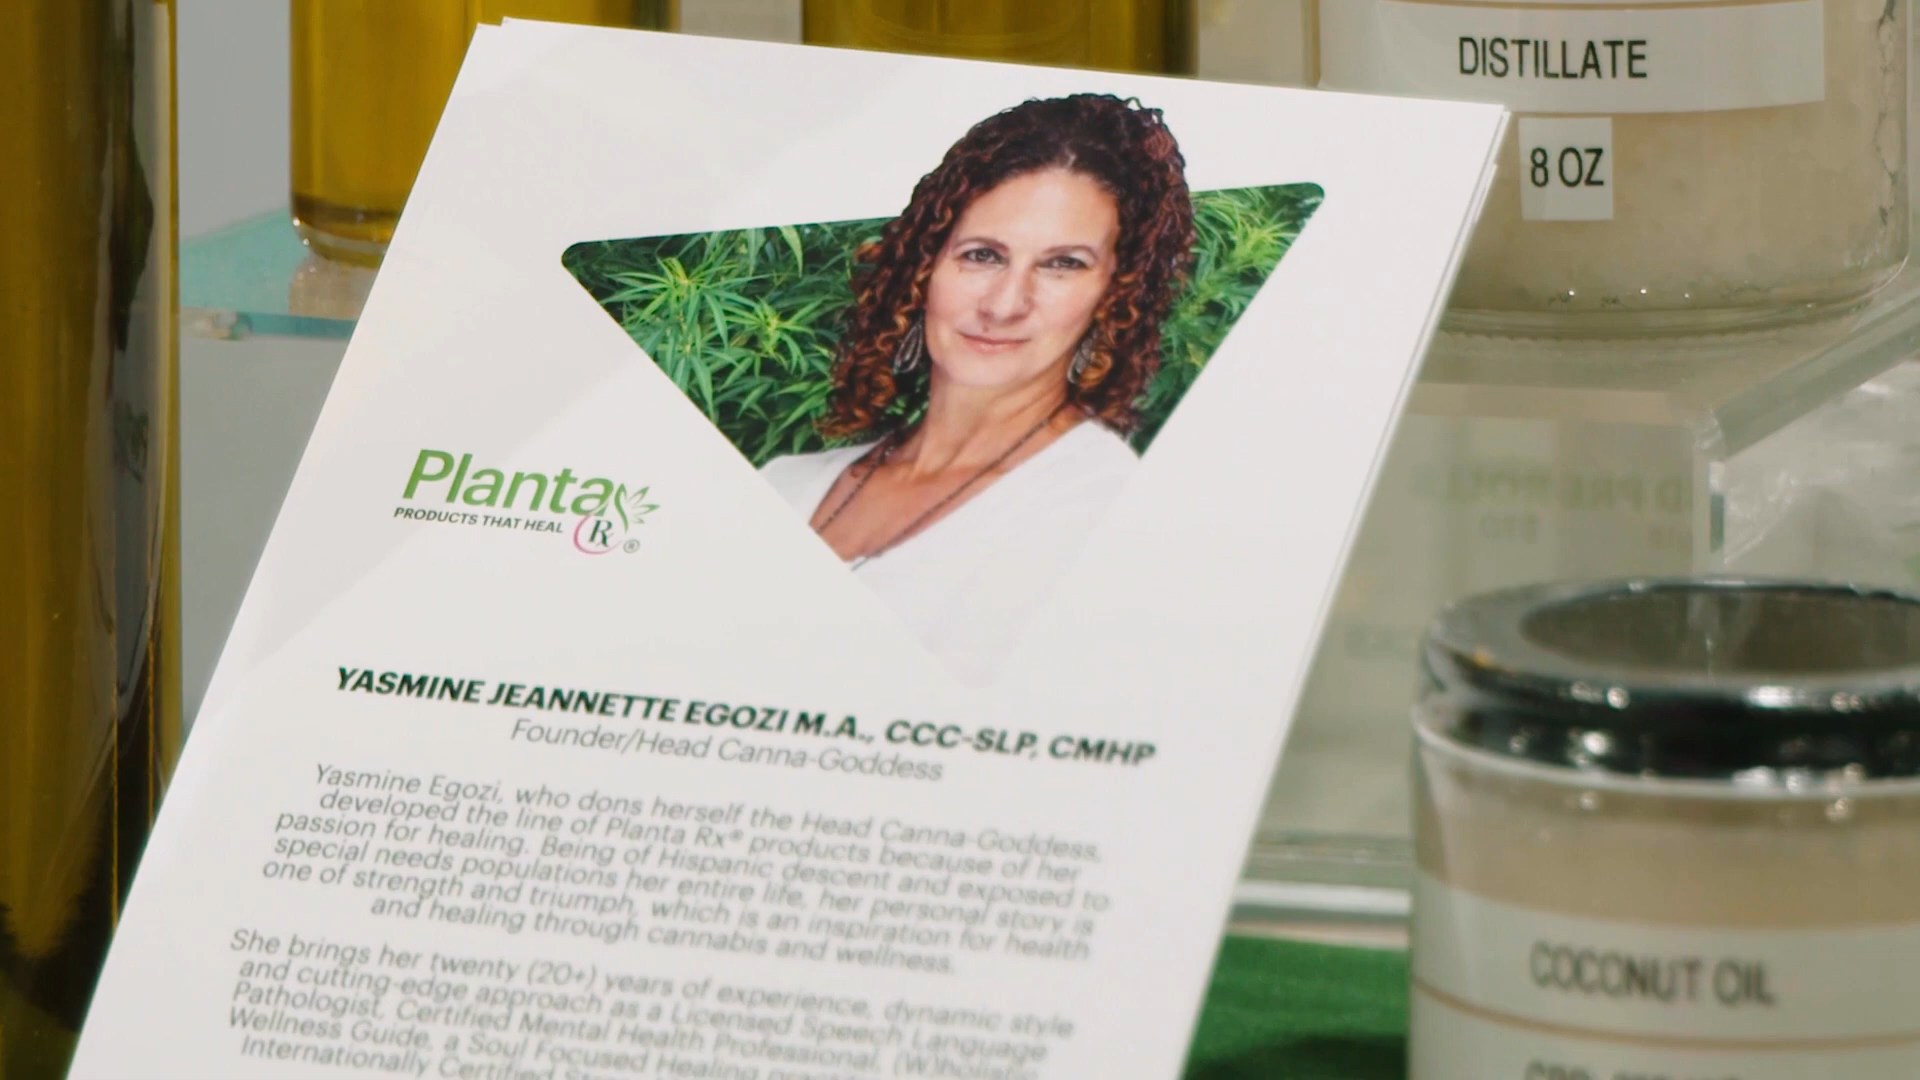 DISTILLATE
8 OZ
Planta
PRODUCTS THAT HEAL
Rx®
YASMINE JEANNETTE EGOZI M.A., CCC-SLP, CMHP
Founder/Head Canna-Goddess
Yasmine Egozi, who dons herself the Head Canna-Goddess,
developed the line of Planta Rx® products because of her
passion for healing. Being of Hispanic descent and exposed to
special needs populations her entire life, her personal story is
one of strength and triumph, which is an inspiration for health
and healing through cannabis and wellness.
She brings her twenty (20+) years of experience, dynamic style
and cutting-edge approach as a Licensed Speech Language
Pathologist, Certified Mental Health Professional, (W)holistic
Wellness Guide, a Soul Focused Healing
Internationally Certified
COCONUT OIL